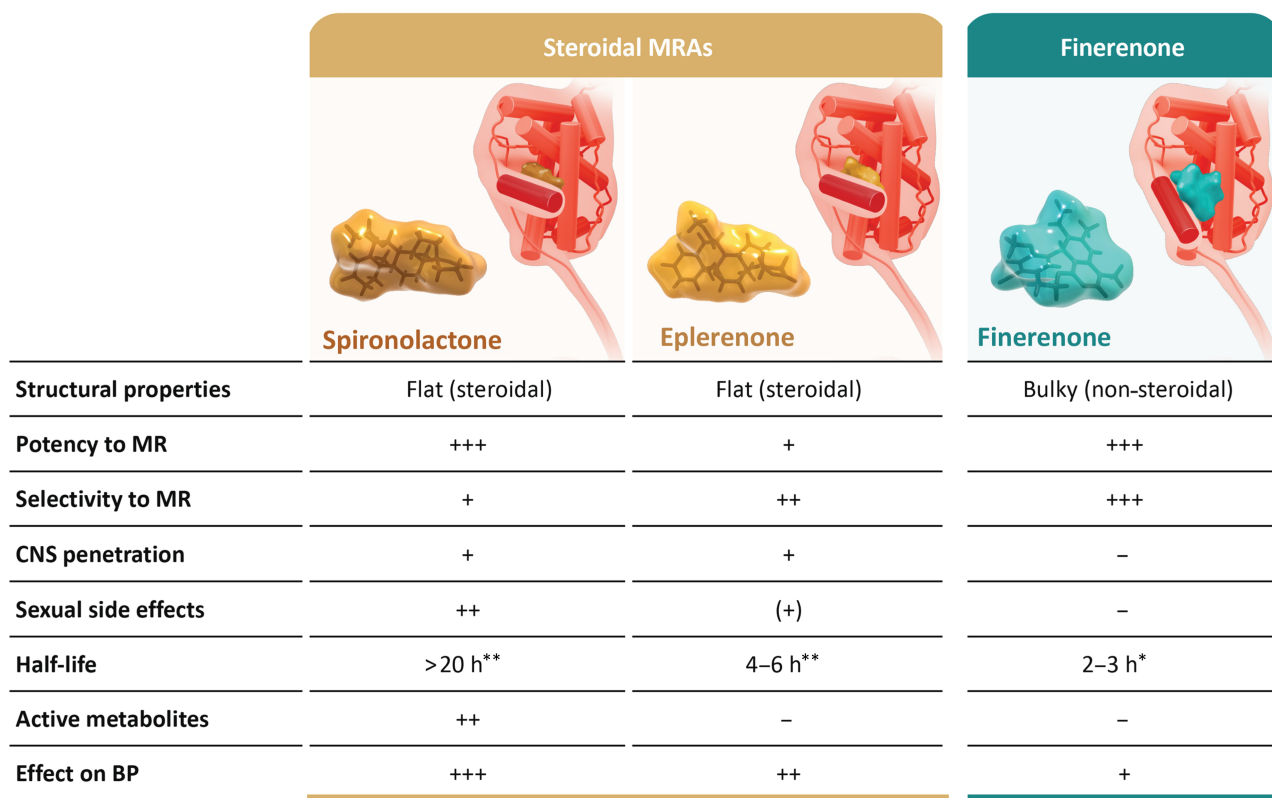 Steroidal MRAs
Finerenone
Spironolactone
Eplerenone
Finerenone
Structural properties Flat (steroidal) Flat (steroidal) Bulky (non-steroidal)
Potency to MR +++ + +++
Selectivity to MR + ++ +++
CNS penetration + + –
Sexual side effects ++ (+) –
Half-life >20 h** 4–6 h** 2–3 h*
Active metabolites ++ – –
Effect on BP +++ ++ +